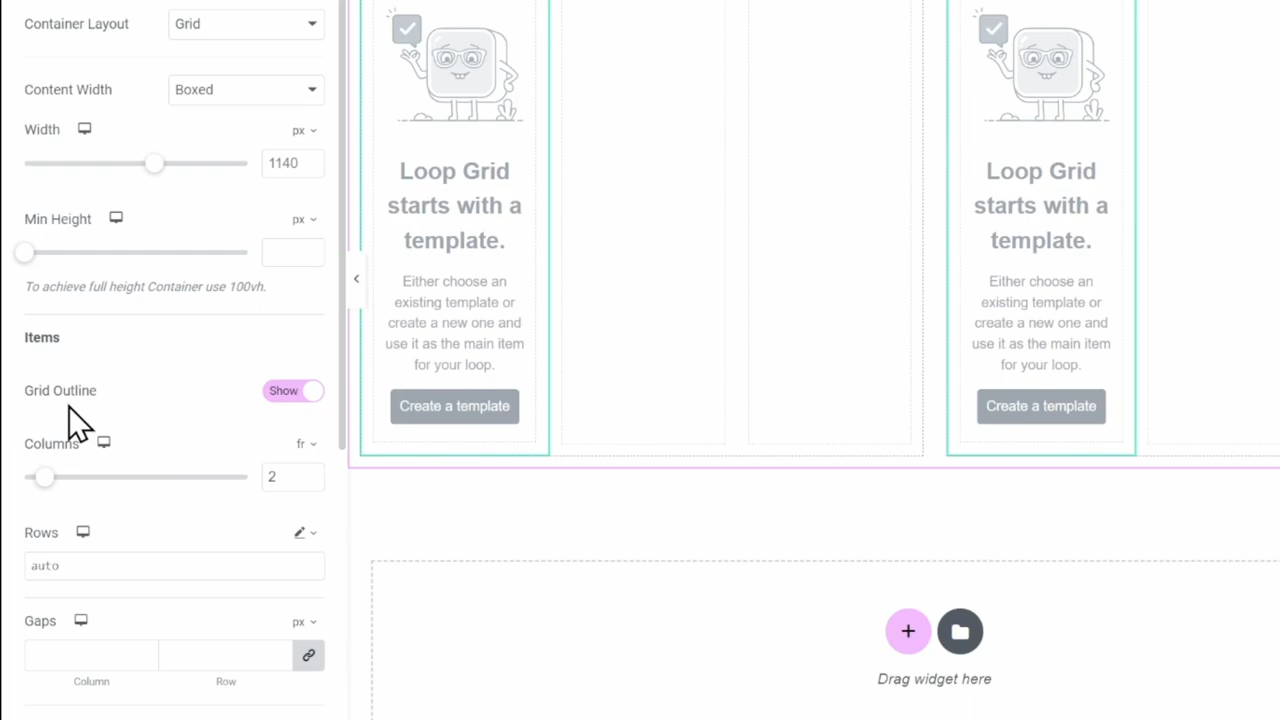 Container Layout
Grid
Content Width
Boxed
Width
px
1140
Min Height
px
To achieve full height Container use 100vh.
Items
Grid Outline
Show
Columns
fr
2
Rows
auto
Gaps
px
Column
Row
Loop Grid
starts with a
template.
Either choose an
existing template or
create a new one and
use it as the main item
for your loop.
Create a template
Loop Grid
starts with a
template.
Either choose an
existing template or
create a new one and
use it as the main item
for your loop.
Create a template
Drag widget here